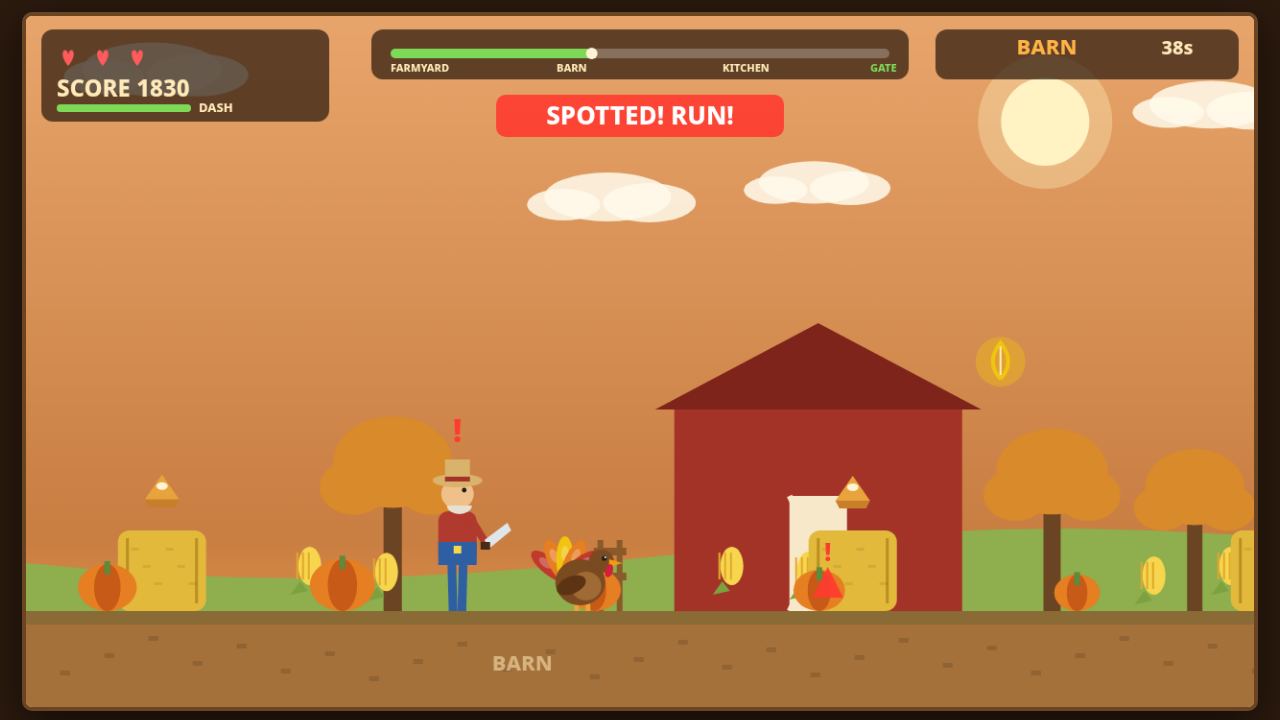 SCORE 1830
DASH
FARMYARD BARN KITCHEN GATE
BARN 38s
SPOTTED! RUN!
!
!
BARN